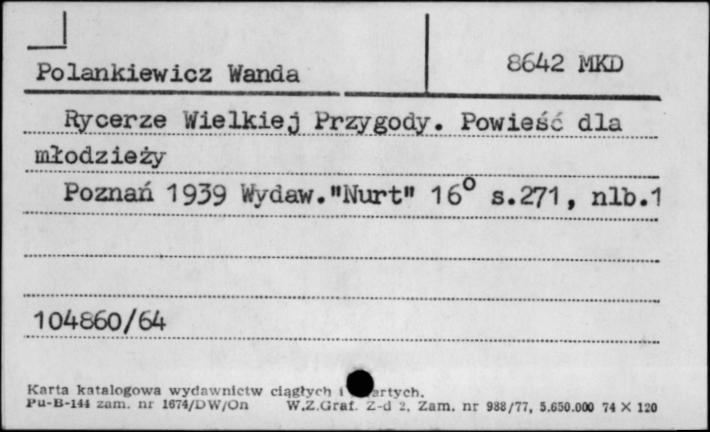 Polankiewicz Wanda
8642 MKD
Rycerze Wielkiej Przygody. Powieść dla
młodzieży
Poznań 1939 Wydaw."Nurt" 16° s.271, nlb.1
104860/64
Karta katalogowa wydawnictw ciągłych i artych.
Pu-B-144 zam. nr 1674/DW/On W.Z.Graf. Z-d 2, Zam. nr 988/77, 5.650.000 74 × 120